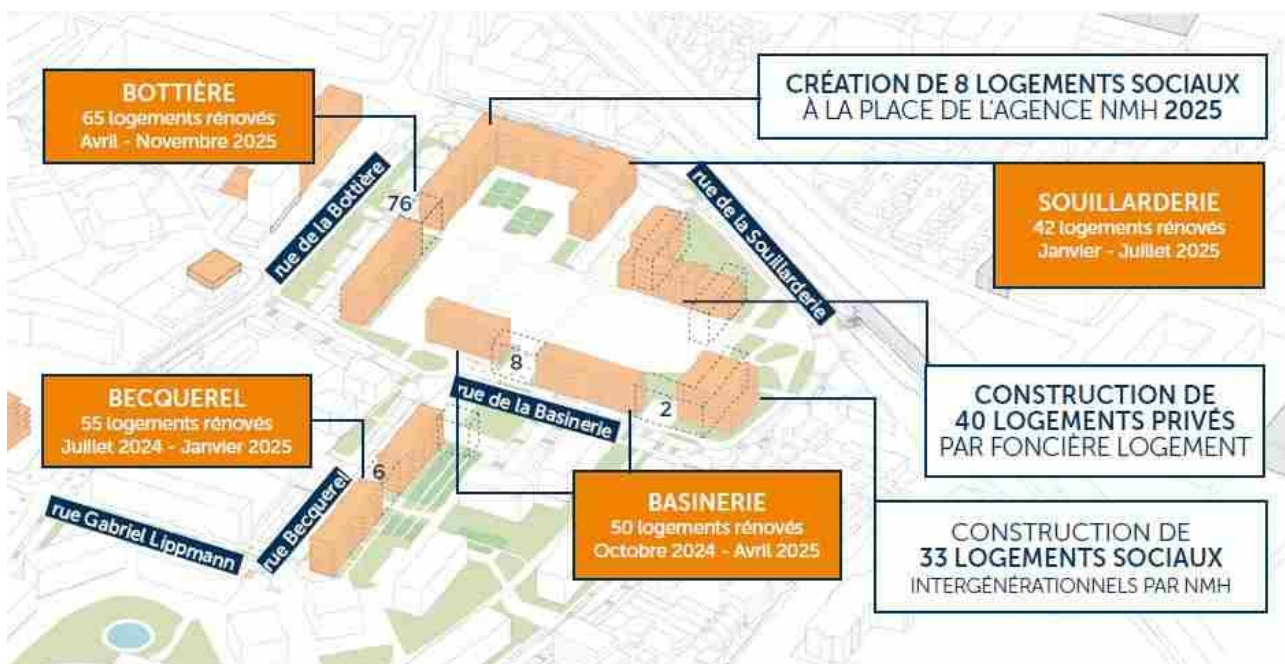 BOTTIÈRE
65 logements rénovés
Avril - Novembre 2025
CRÉATION DE 8 LOGEMENTS SOCIAUX
À LA PLACE DE L'AGENCE NMH 2025
SOUILLARDERIE
42 logements rénovés
Janvier - Juillet 2025
rue de la Bottière
76
rue de la Souillarderie
8
rue de la Basinerie
2
BECQUEREL
55 logements rénovés
Juillet 2024 - Janvier 2025
6
rue Becquerel
rue Gabriel Lippmann
BASINERIE
50 logements rénovés
Octobre 2024 - Avril 2025
CONSTRUCTION DE
40 LOGEMENTS PRIVÉS
PAR FONCIÈRE LOGEMENT
CONSTRUCTION DE
33 LOGEMENTS SOCIAUX
INTERGÉNÉRATIONNELS PAR NMH